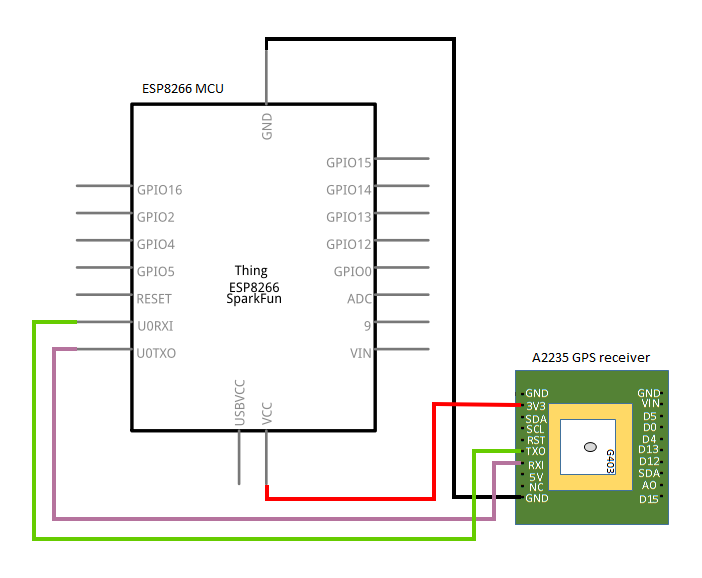 ESP8266 MCU
GND
GPIO15
GPIO16
GPIO14
GPIO2
GPIO13
GPIO4
GPIO12
GPIO5
GPIO0
Thing
ESP8266
SparkFun
RESET
ADC
U0RXI
9
U0TXO
VIN
USBVCC
VCC
A2235 GPS receiver
GND
3V3
SDA
SCL
RST
TXO
RXI
5V
NC
GND
G403
GND
VIN
D5
D0
D4
D13
D12
SDA
AO
D15